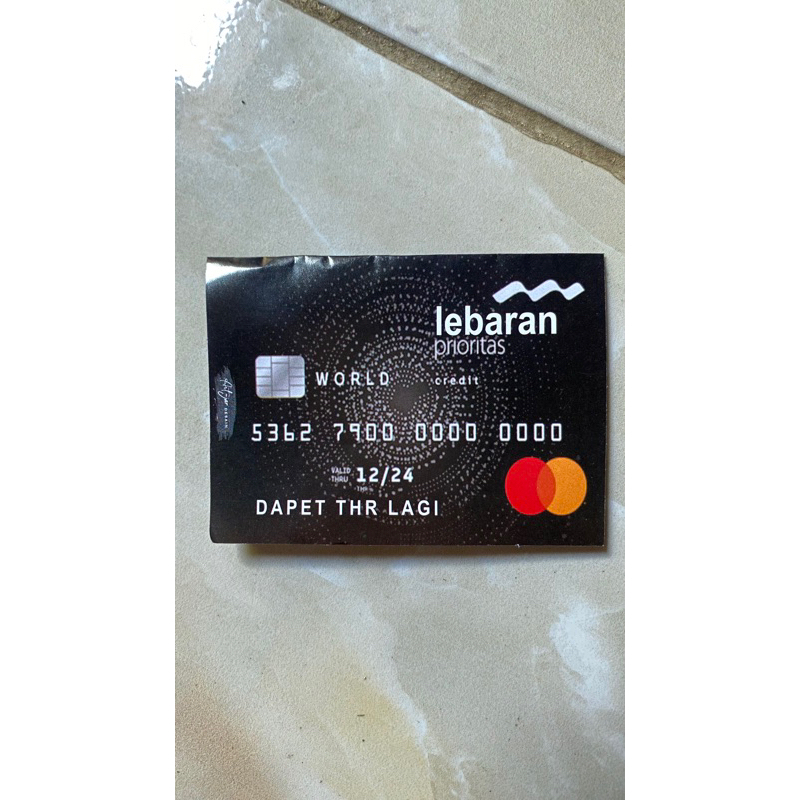 lebaran
prioritas
WORLD
credit
5362 7900 0000 0000
VALID
THRU
12/24
DAPET THR LAGI